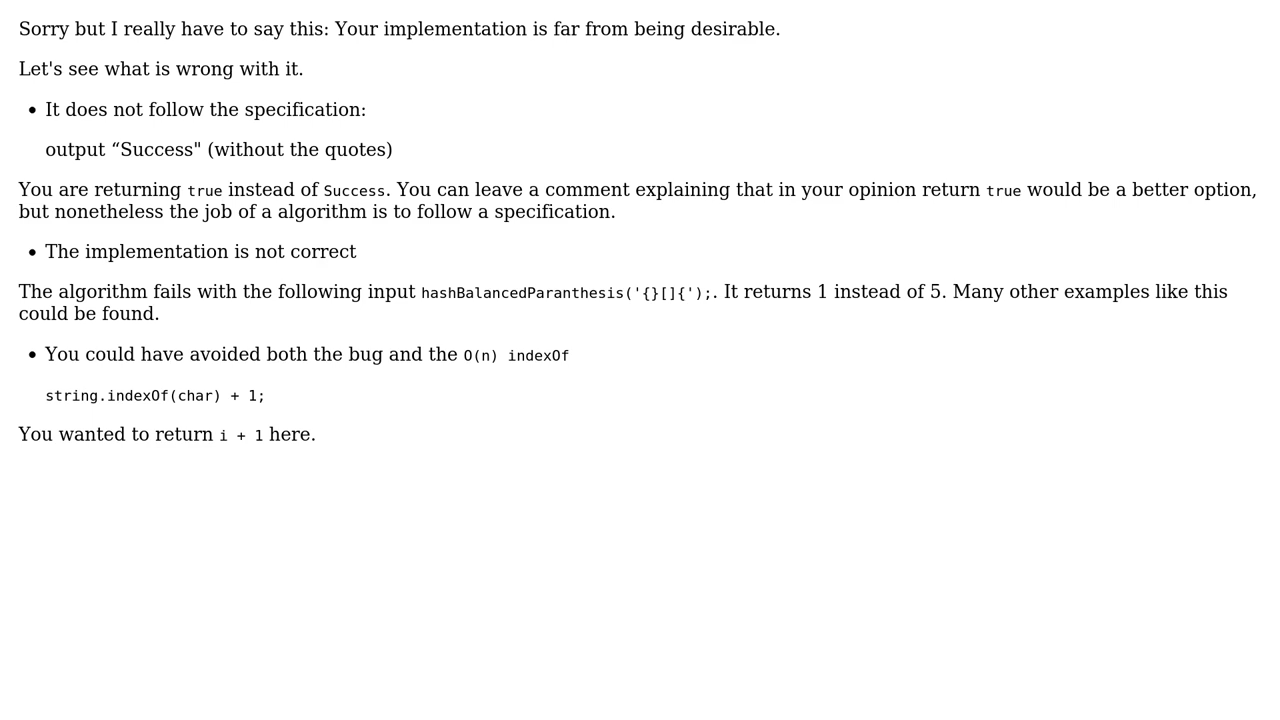 Sorry but I really have to say this: Your implementation is far from being desirable.
Let's see what is wrong with it.
• It does not follow the specification:
output “Success" (without the quotes)
You are returning true instead of Success. You can leave a comment explaining that in your opinion return true would be a better option,
but nonetheless the job of a algorithm is to follow a specification.
• The implementation is not correct
The algorithm fails with the following input hashBalancedParanthesis('{}[]{');. It returns 1 instead of 5. Many other examples like this
could be found.
• You could have avoided both the bug and the O(n) indexOf
string.indexOf(char) + 1;
You wanted to return i + 1 here.